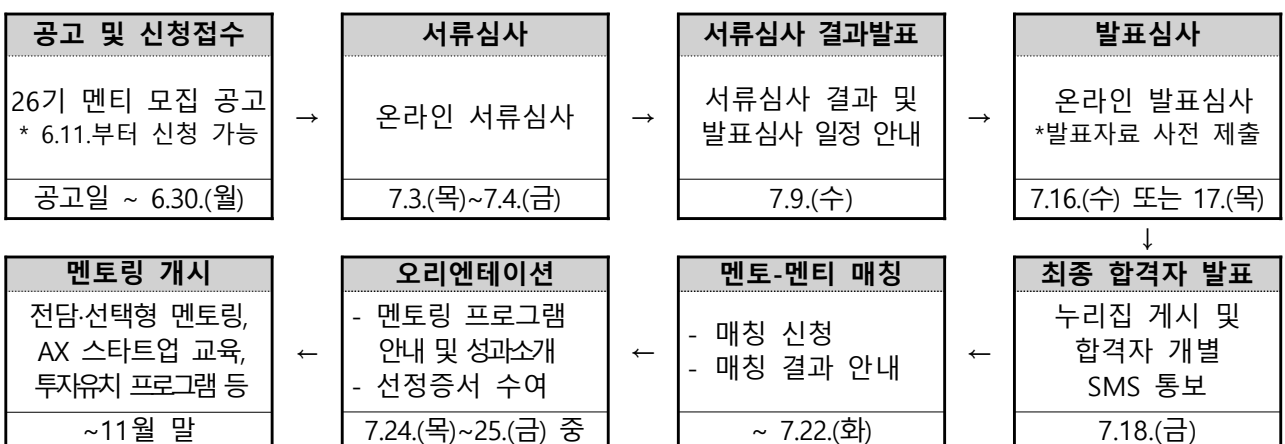 공고 및 신청접수
26기 멘티 모집 공고
* 6.11.부터 신청 가능
공고일 ~ 6.30.(월)
→
서류심사
온라인 서류심사
7.3.(목)~7.4.(금)
→
서류심사 결과발표
서류심사 결과 및
발표심사 일정 안내
7.9.(수)
→
발표심사
온라인 발표심사
*발표자료 사전 제출
7.16.(수) 또는 17.(목)
↓
최종 합격자 발표
누리집 게시 및
합격자 개별
SMS 통보
7.18.(금)
←
멘토-멘티 매칭
- 매칭 신청
- 매칭 결과 안내
~ 7.22.(화)
←
오리엔테이션
- 멘토링 프로그램
안내 및 성과소개
- 선정증서 수여
7.24.(목)~25.(금) 중
←
멘토링 개시
전담·선택형 멘토링,
AX 스타트업 교육,
투자유치 프로그램 등
~11월 말